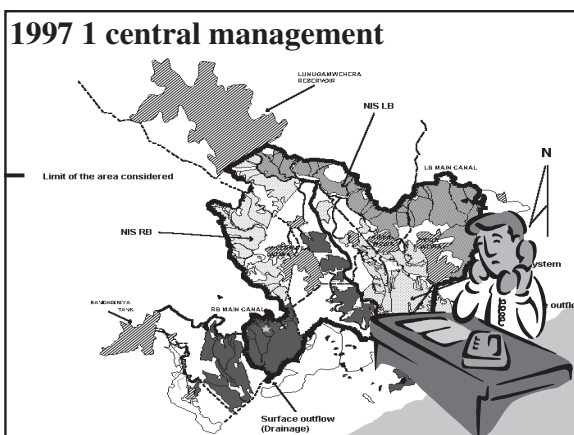 1997 1 central management
LUNUGAMWEHERA
RESERVOIR
NIS LB
LB MAIN CANAL
N
Limit of the area considered
NIS RB
ystem
BANDAGIRIYA
TANK
RB MAIN CANAL
e outfl
Surface outflow
(Drainage)